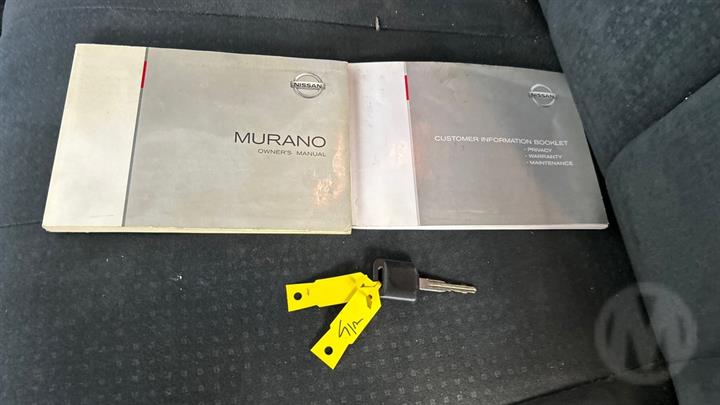 NISSAN
MURANO
OWNER'S MANUAL
NISSAN
CUSTOMER INFORMATION BOOKLET
- PRIVACY
- WARRANTY
- MAINTENANCE
M